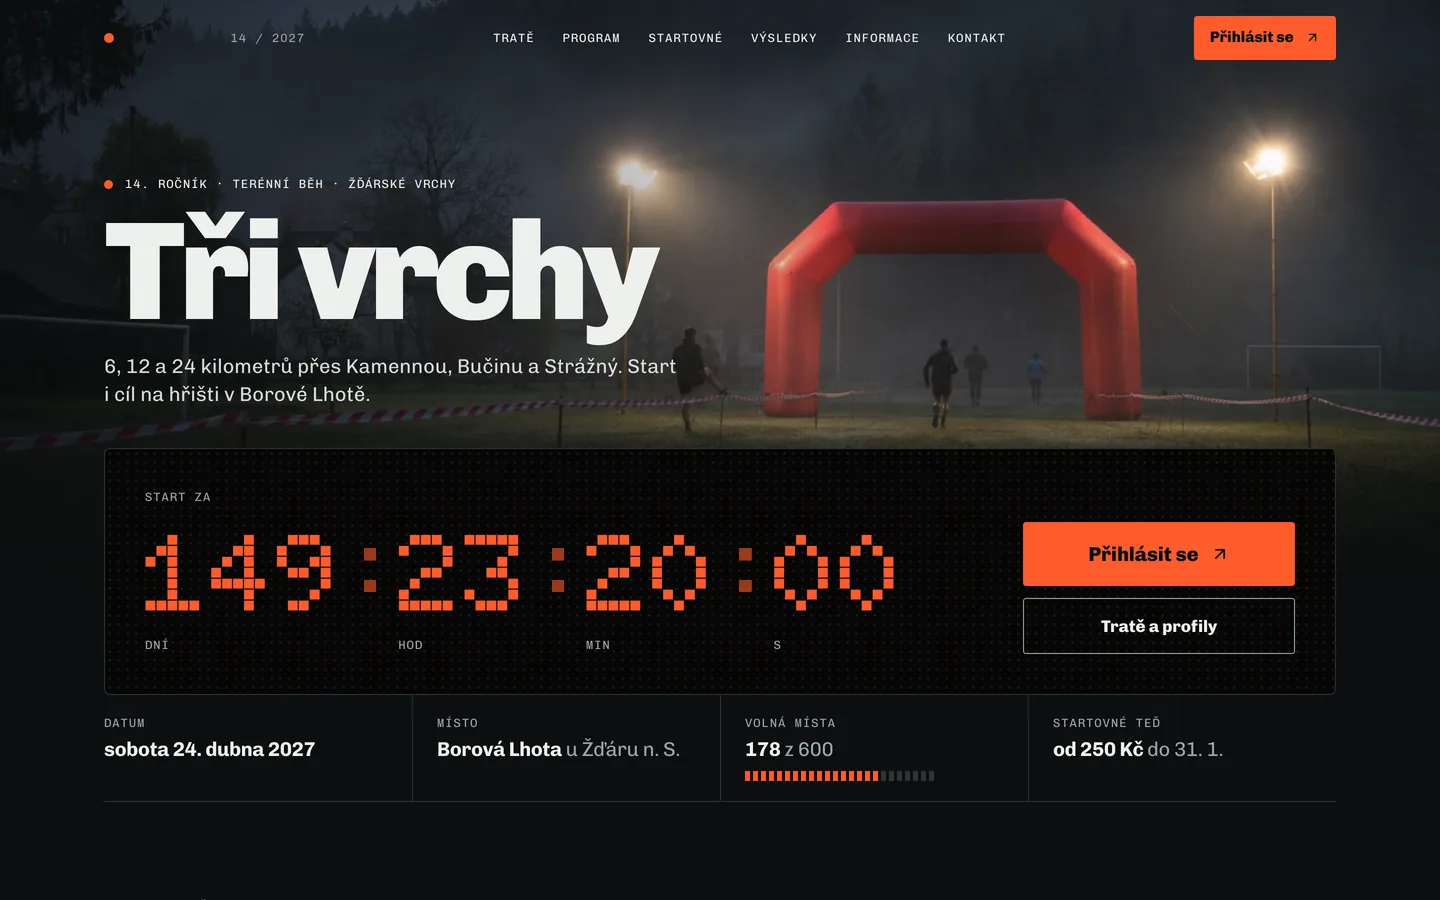 14 / 2027
TRATĚ PROGRAM STARTOVNÉ VÝSLEDKY INFORMACE KONTAKT
Přihlásit se
14. ROČNÍK · TERÉNNÍ BĚH · ŽĎÁRSKÉ VRCHY
Tři vrchy
6, 12 a 24 kilometrů přes Kamennou, Bučinu a Strážný. Start
i cíl na hřišti v Borové Lhotě.
START ZA
149:23:20:00
DNÍ HOD MIN S
Přihlásit se
Tratě a profily
DATUM
sobota 24. dubna 2027
MÍSTO
Borová Lhota u Žďáru n. S.
VOLNÁ MÍSTA
178 z 600
STARTOVNÉ TEĎ
od 250 Kč do 31. 1.